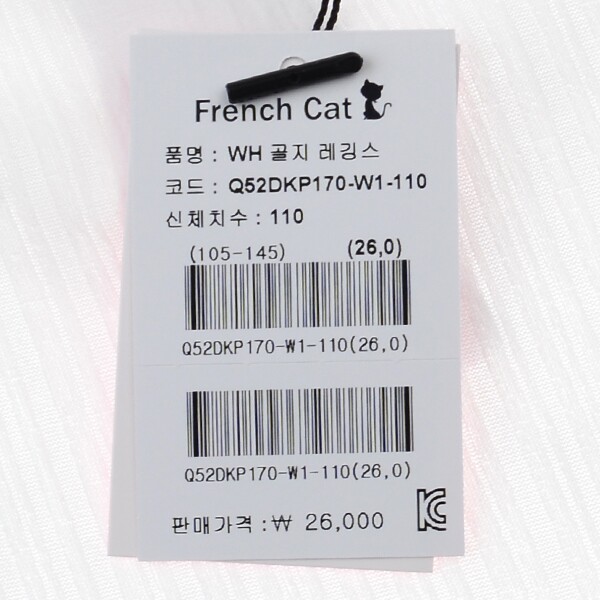 French Cat
품명 : WH 골지 레깅스
코드 : Q52DKP170-W1-110
신체치수 : 110
(105-145) (26,0)
Q52DKP170-W1-110(26,0)
Q52DKP170-W1-110(26,0)
판매가격 : ₩ 26,000
KC